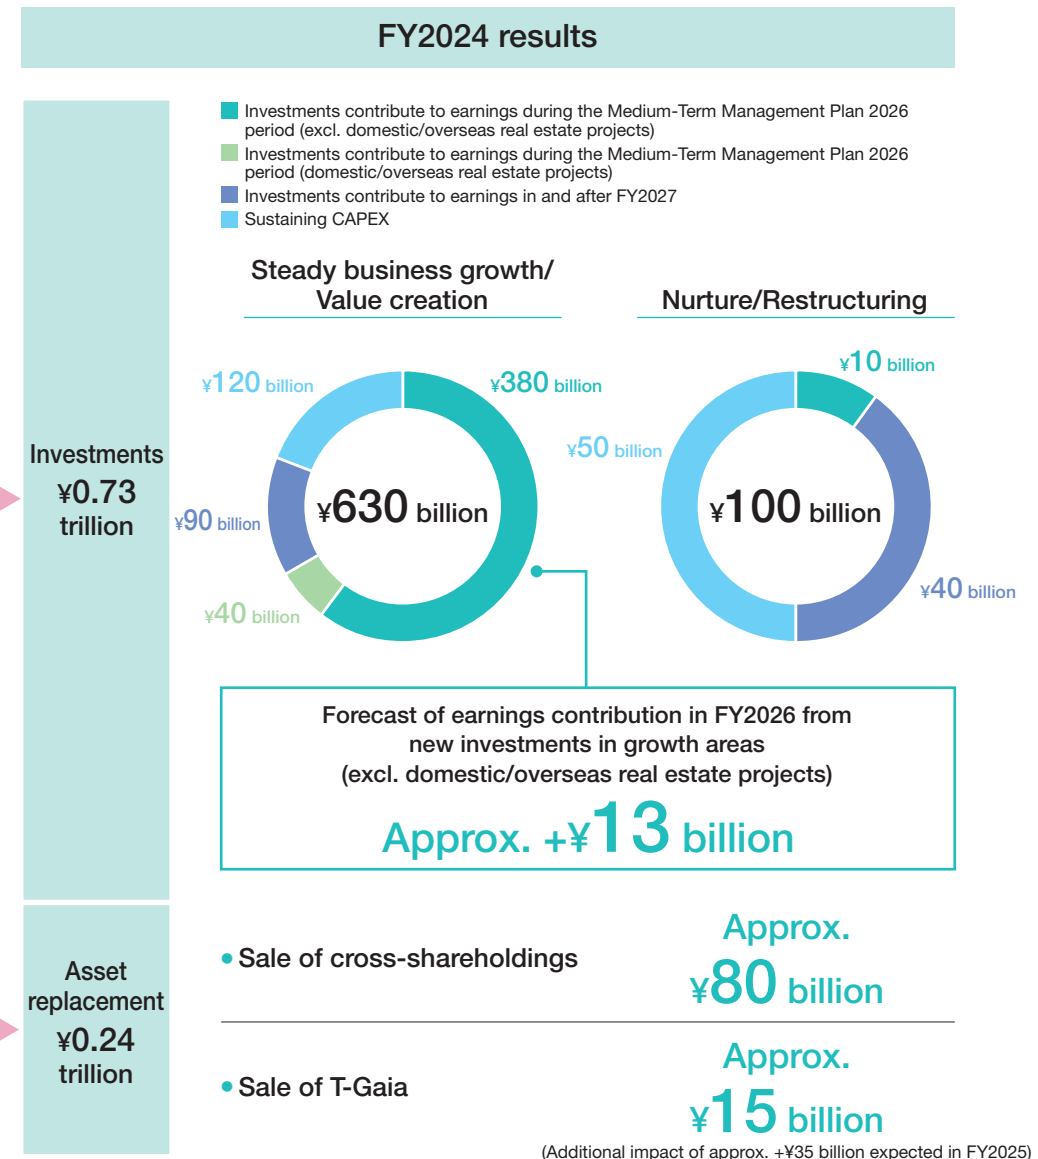 FY2024 results
Investments
¥0.73
trillion
Investments contribute to earnings during the Medium-Term Management Plan 2026
period (excl. domestic/overseas real estate projects)
Investments contribute to earnings during the Medium-Term Management Plan 2026
period (domestic/overseas real estate projects)
Investments contribute to earnings in and after FY2027
Sustaining CAPEX
Steady business growth/
Value creation
¥120 billion
¥380 billion
¥630 billion
¥90 billion
¥40 billion
Nurture/Restructuring
¥10 billion
¥50 billion
¥100 billion
¥40 billion
Forecast of earnings contribution in FY2026 from
new investments in growth areas
(excl. domestic/overseas real estate projects)
Approx. +¥13 billion
Asset
replacement
¥0.24
trillion
• Sale of cross-shareholdings
Approx.
¥80 billion
• Sale of T-Gaia
Approx.
¥15 billion
(Additional impact of approx. +¥35 billion expected in FY2025)